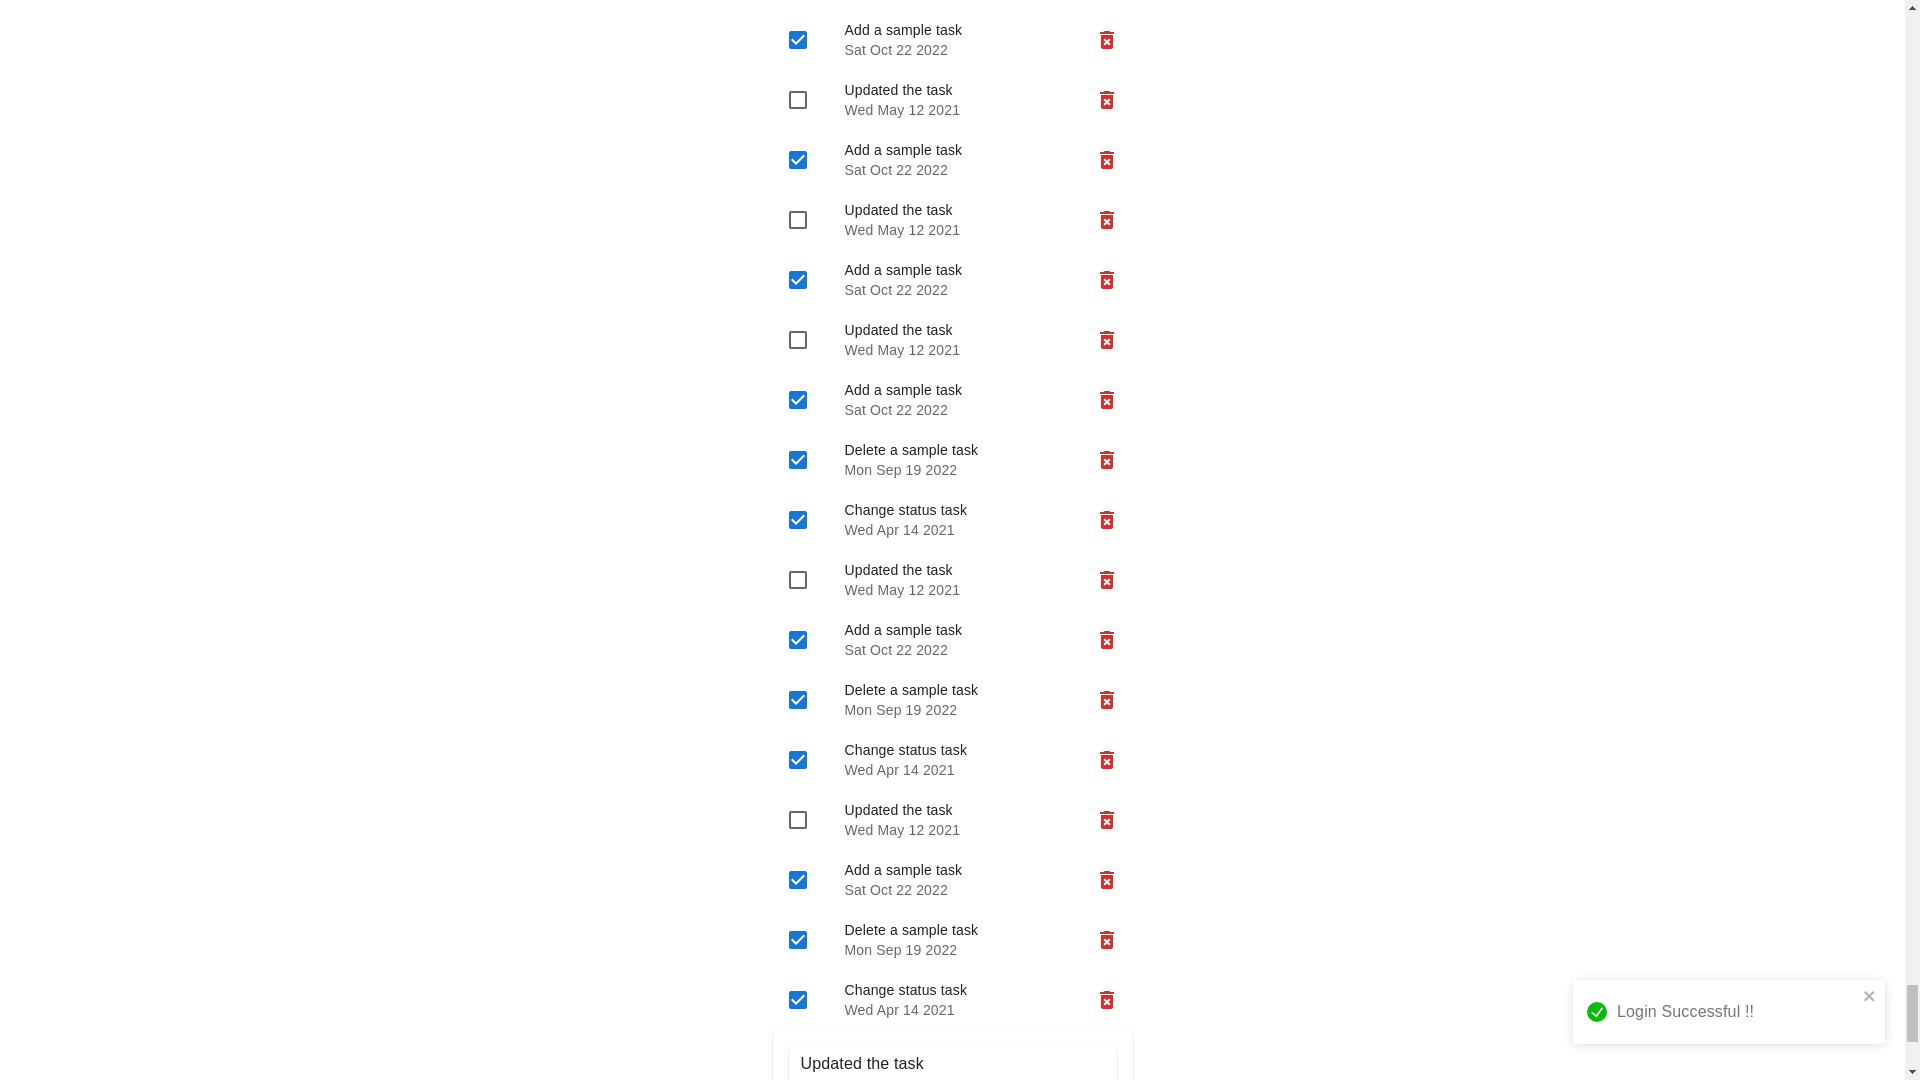 Add a sample task
Sat Oct 22 2022
Updated the task
Wed May 12 2021
Add a sample task
Sat Oct 22 2022
Updated the task
Wed May 12 2021
Add a sample task
Sat Oct 22 2022
Updated the task
Wed May 12 2021
Add a sample task
Sat Oct 22 2022
Delete a sample task
Mon Sep 19 2022
Change status task
Wed Apr 14 2021
Updated the task
Wed May 12 2021
Add a sample task
Sat Oct 22 2022
Delete a sample task
Mon Sep 19 2022
Change status task
Wed Apr 14 2021
Updated the task
Wed May 12 2021
Add a sample task
Sat Oct 22 2022
Delete a sample task
Mon Sep 19 2022
Change status task
Wed Apr 14 2021
Updated the task
Login Successful !!